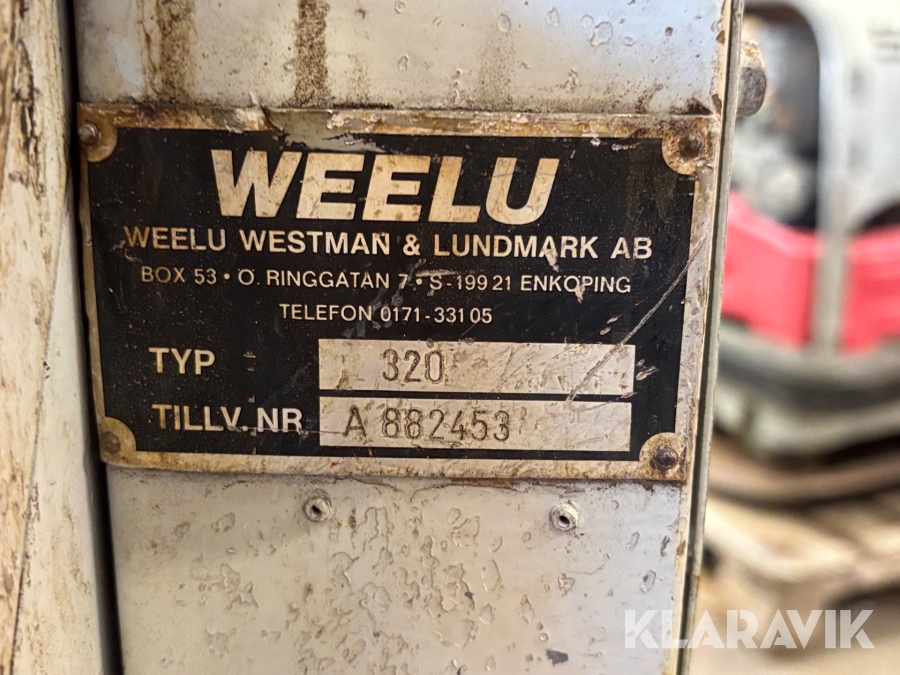 WEELU
WEELU WESTMAN & LUNDMARK AB
BOX 53 • Ö. RINGGATAN 7 • S-199 21 ENKÖPING
TELEFON 0171-331 05
TYP 320
TILLV. NR A 882453
KLARAVIK